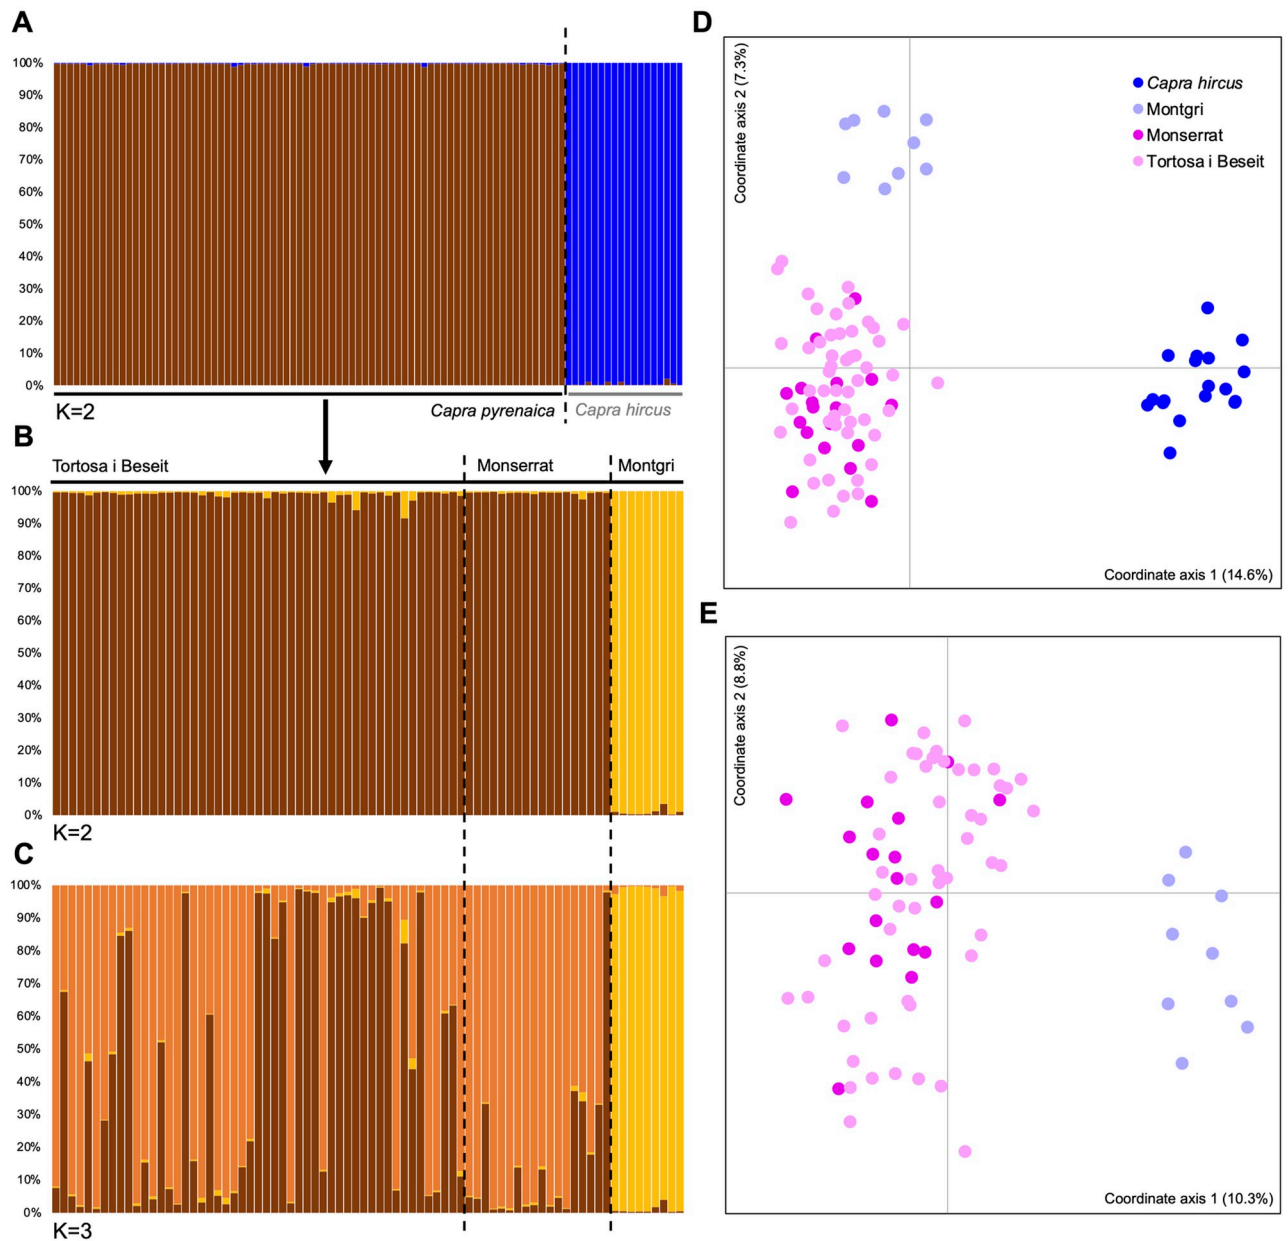 A
100%
90%
80%
70%
60%
50%
40%
30%
20%
10%
0%
K=2
Capra pyrenaica
Capra hircus
B
Tortosa i Beseit
Monserrat
Montgri
100%
90%
80%
70%
60%
50%
40%
30%
20%
10%
0%
K=2
C
100%
90%
80%
70%
60%
50%
40%
30%
20%
10%
0%
K=3
D
Coordinate axis 2 (7.3%)
Capra hircus
Montgri
Monserrat
Tortosa i Beseit
Coordinate axis 1 (14.6%)
E
Coordinate axis 2 (8.8%)
Coordinate axis 1 (10.3%)